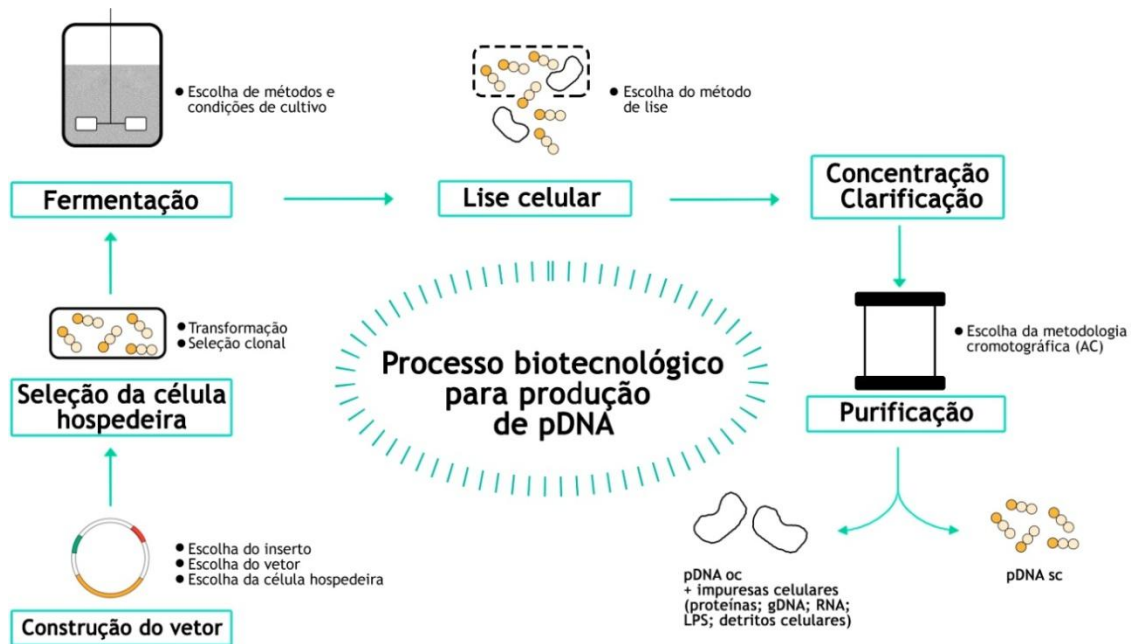 ● Escolha de métodos e
condições de cultivo
Fermentação
● Escolha do método
de lise
Lise celular
Concentração
Clarificação
● Transformação
● Seleção clonal
Seleção da célula
hospedeira
Processo biotecnológico
para produção
de pDNA
● Escolha da metodologia
cromotográfica (AC)
Purificação
● Escolha do inserto
● Escolha do vetor
● Escolha da célula hospedeira
Construção do vetor
pDNA oc
+ impuresas celulares
(proteínas; gDNA; RNA;
LPS; detritos celulares)
pDNA sc